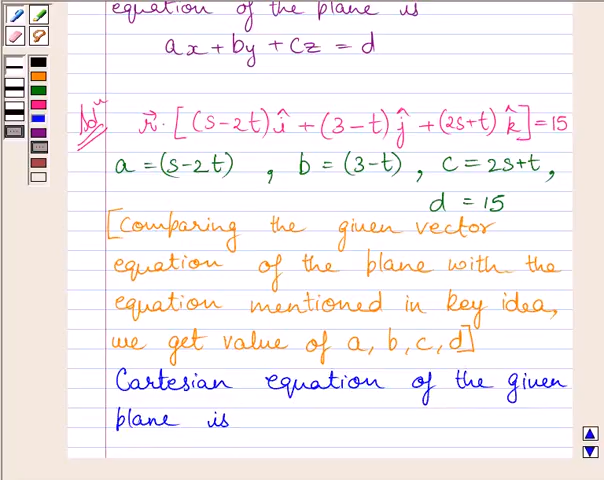 equation of the plane is
ax + by + cz = d
Solⁿ r⃗ · [(s-2t)î + (3-t)ĵ + (2s+t)k̂] = 15
a = (s-2t) , b = (3-t) , c = 2s+t ,
d = 15
[Comparing the given vector
equation of the plane with the
equation mentioned in key idea,
we get value of a, b, c, d]
Cartesian equation of the given
plane is